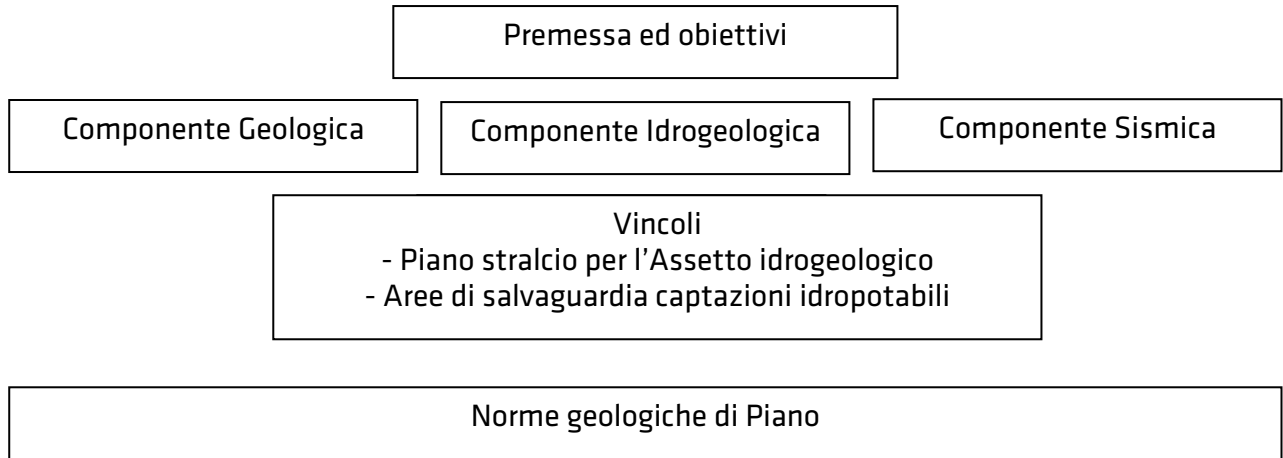 Premessa ed obiettivi
Componente Geologica
Componente Idrogeologica
Componente Sismica
Vincoli
- Piano stralcio per l'Assetto idrogeologico
- Aree di salvaguardia captazioni idropotabili
Norme geologiche di Piano